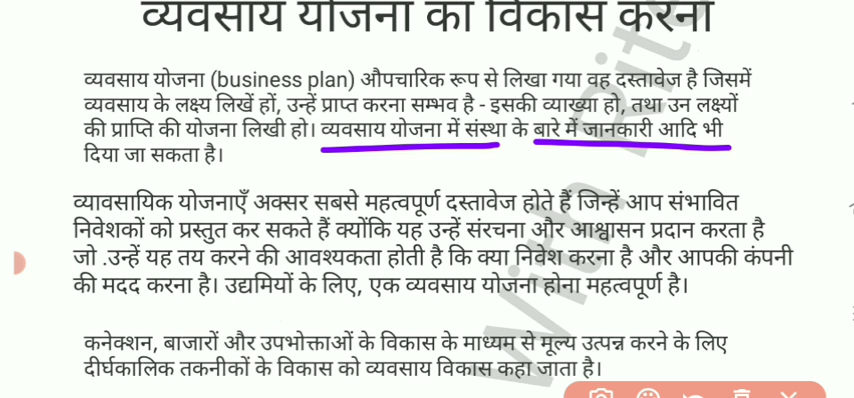 व्यवसाय योजना का विकास करना
व्यवसाय योजना (business plan) औपचारिक रूप से लिखा गया वह दस्तावेज है जिसमें
व्यवसाय के लक्ष्य लिखें हों, उन्हें प्राप्त करना सम्भव है - इसकी व्याख्या हो, तथा उन लक्ष्यों
की प्राप्ति की योजना लिखी हो। व्यवसाय योजना में संस्था के बारे में जानकारी आदि भी
दिया जा सकता है।
व्यावसायिक योजनाएँ अक्सर सबसे महत्वपूर्ण दस्तावेज होते हैं जिन्हें आप संभावित
निवेशकों को प्रस्तुत कर सकते हैं क्योंकि यह उन्हें संरचना और आश्वासन प्रदान करता है
जो .उन्हें यह तय करने की आवश्यकता होती है कि क्या निवेश करना है और आपकी कंपनी
की मदद करना है। उद्यमियों के लिए, एक व्यवसाय योजना होना महत्वपूर्ण है।
कनेक्शन, बाजारों और उपभोक्ताओं के विकास के माध्यम से मूल्य उत्पन्न करने के लिए
दीर्घकालिक तकनीकों के विकास को व्यवसाय विकास कहा जाता है।
With Rite